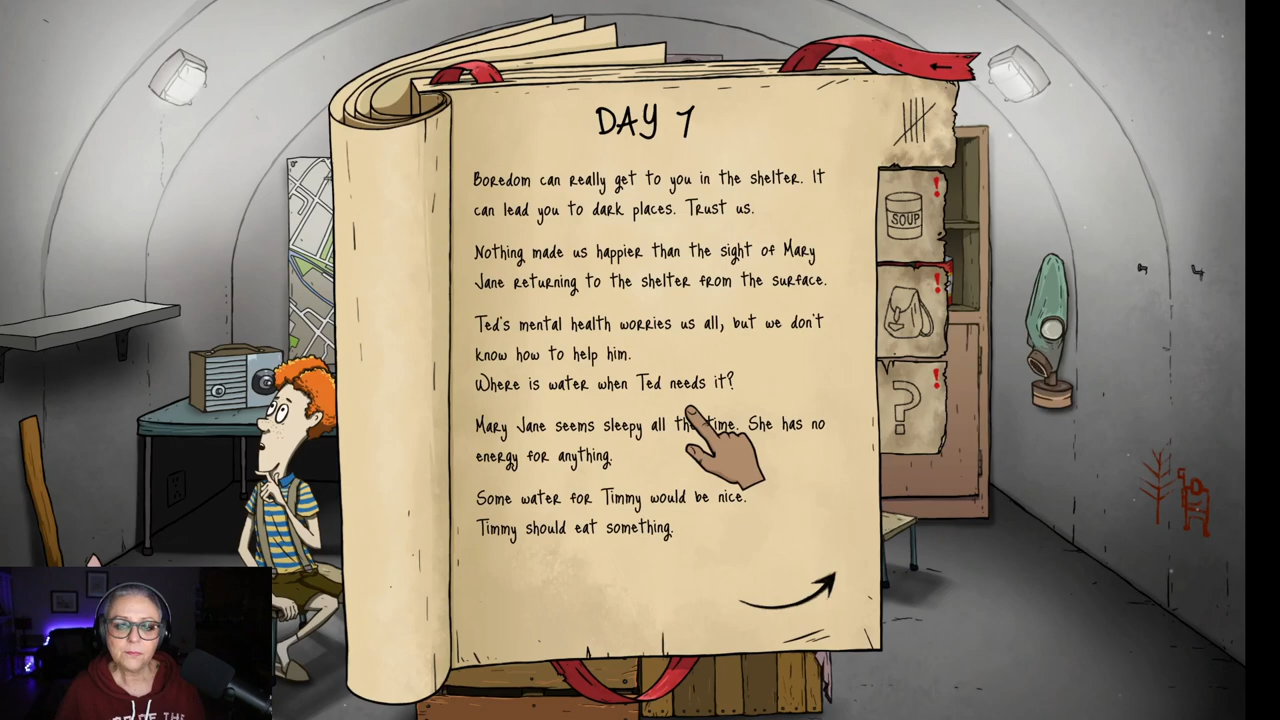 DAY 7
Boredom can really get to you in the shelter. It
can lead you to dark places. Trust us.
Nothing made us happier than the sight of Mary
Jane returning to the shelter from the surface.
Ted's mental health worries us all, but we don't
know how to help him.
Where is water when Ted needs it?
Mary Jane seems sleepy all the time. She has no
energy for anything.
Some water for Timmy would be nice.
Timmy should eat something.
!
SOUP
!
!
?